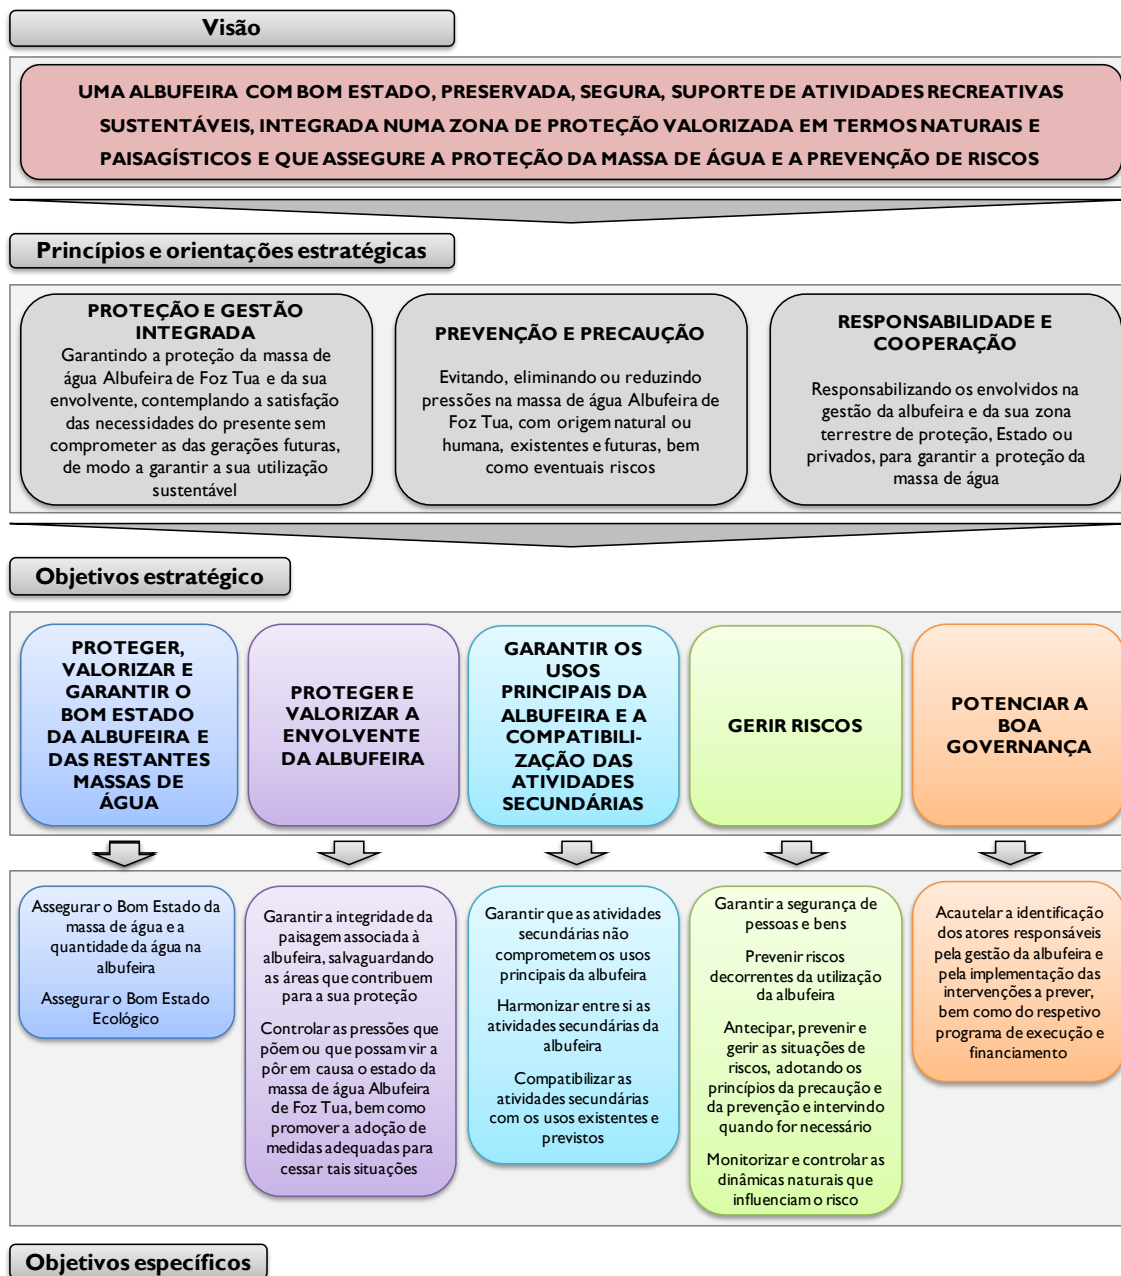 Visão
UMA ALBUFEIRA COM BOM ESTADO, PRESERVADA, SEGURA, SUPORTE DE ATIVIDADES RECREATIVAS
SUSTENTÁVEIS, INTEGRADA NUMA ZONA DE PROTEÇÃO VALORIZADA EM TERMOS NATURAIS E
PAISAGÍSTICOS E QUE ASSEGURE A PROTEÇÃO DA MASSA DE ÁGUA E A PREVENÇÃO DE RISCOS
Princípios e orientações estratégicas
PROTEÇÃO E GESTÃO
INTEGRADA
Garantindo a proteção da massa de
água Albufeira de Foz Tua e da sua
envolvente, contemplando a satisfação
das necessidades do presente sem
comprometer as das gerações futuras,
de modo a garantir a sua utilização
sustentável
PREVENÇÃO E PRECAUÇÃO
Evitando, eliminando ou reduzindo
pressões na massa de água Albufeira de
Foz Tua, com origem natural ou
humana, existentes e futuras, bem
como eventuais riscos
RESPONSABILIDADE E
COOPERAÇÃO
Responsabilizando os envolvidos na
gestão da albufeira e da sua zona
terrestre de proteção, Estado ou
privados, para garantir a proteção da
massa de água
Objetivos estratégico
PROTEGER,
VALORIZAR E
GARANTIR O
BOM ESTADO
DA ALBUFEIRA E
DAS RESTANTES
MASSAS DE
ÁGUA
PROTEGER E
VALORIZAR A
ENVOLVENTE
DA ALBUFEIRA
GARANTIR OS
USOS
PRINCIPAIS DA
ALBUFEIRA E A
COMPATIBILI-
ZAÇÃO DAS
ATIVIDADES
SECUNDÁRIAS
GERIR RISCOS
POTENCIAR A
BOA
GOVERNANÇA
Assegurar o Bom Estado da
massa de água e a
quantidade da água na
albufeira
Assegurar o Bom Estado
Ecológico
Garantir a integridade da
paisagem associada à
albufeira, salvaguardando
as áreas que contribuem
para a sua proteção
Controlar as pressões que
põem ou que possam vir a
pôr em causa o estado da
massa de água Albufeira
de Foz Tua, bem como
promover a adoção de
medidas adequadas para
cessar tais situações
Garantir que as atividades
secundárias não
comprometem os usos
principais da albufeira
Harmonizar entre si as
atividades secundárias da
albufeira
Compatibilizar as
atividades secundárias
com os usos existentes e
previstos
Garantir a segurança de
pessoas e bens
Prevenir riscos
decorrentes da utilização
da albufeira
Antecipar, prevenir e
gerir as situações de
riscos, adotando os
princípios da precaução e
da prevenção e intervindo
quando for necessário
Monitorizar e controlar as
dinâmicas naturais que
influenciam o risco
Acautelar a identificação
dos atores responsáveis
pela gestão da albufeira e
pela implementação das
intervenções a prever,
bem como do respetivo
programa de execução e
financiamento
Objetivos específicos